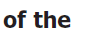 of the